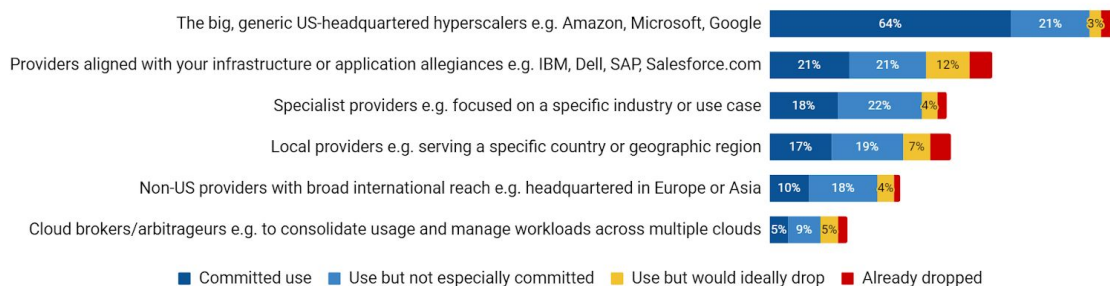 The big, generic US-headquartered hyperscalers e.g. Amazon, Microsoft, Google 64% 21% 3%
Providers aligned with your infrastructure or application allegiances e.g. IBM, Dell, SAP, Salesforce.com 21% 21% 12%
Specialist providers e.g. focused on a specific industry or use case 18% 22% 4%
Local providers e.g. serving a specific country or geographic region 17% 19% 7%
Non-US providers with broad international reach e.g. headquartered in Europe or Asia 10% 18% 4%
Cloud brokers/arbitrageurs e.g. to consolidate usage and manage workloads across multiple clouds 5% 9% 5%
Committed use Use but not especially committed Use but would ideally drop Already dropped